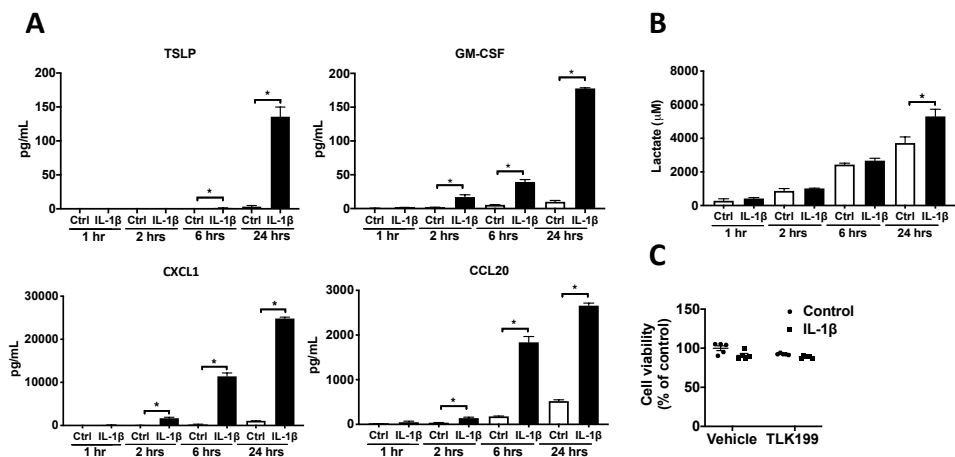 A
TSLP
pg/mL
200
150
100
50
0
Ctrl IL-1β Ctrl IL-1β Ctrl IL-1β Ctrl IL-1β
1 hr 2 hrs 6 hrs 24 hrs
* *
GM-CSF
pg/mL
200
150
100
50
0
Ctrl IL-1β Ctrl IL-1β Ctrl IL-1β Ctrl IL-1β
1 hr 2 hrs 6 hrs 24 hrs
* * *
CXCL1
pg/mL
30000
20000
10000
0
Ctrl IL-1β Ctrl IL-1β Ctrl IL-1β Ctrl IL-1β
1 hr 2 hrs 6 hrs 24 hrs
* * *
CCL20
pg/mL
3000
2000
1000
0
Ctrl IL-1β Ctrl IL-1β Ctrl IL-1β Ctrl IL-1β
1 hr 2 hrs 6 hrs 24 hrs
* * *
B
Lactate (μM)
8000
6000
4000
2000
0
Ctrl IL-1β Ctrl IL-1β Ctrl IL-1β Ctrl IL-1β
1 hr 2 hrs 6 hrs 24 hrs
*
C
Cell viability
(% of control)
150
100
50
0
Control
IL-1β
Vehicle TLK199